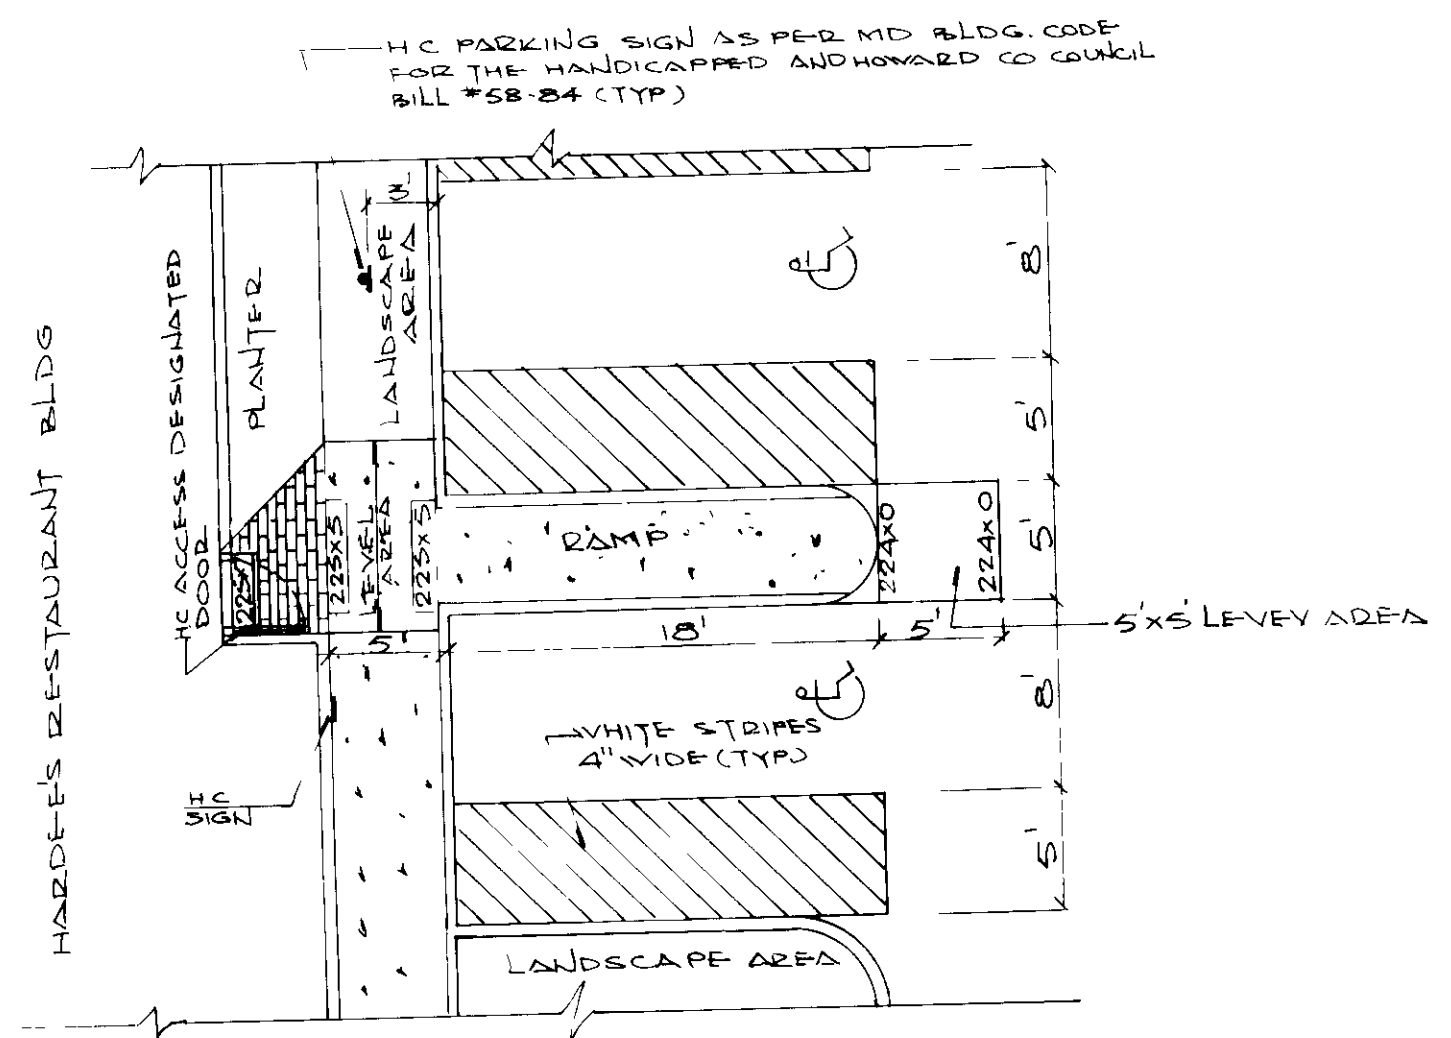 HC PARKING SIGN AS PER MD BLDG. CODE
FOR THE HANDICAPPED AND HOWARD CO COUNCIL
BILL #58-84 (TYP)
3'
HARDEE'S RESTAURANT BLDG
HC ACCESS DESIGNATED
DOOR
PLANTER
LANDSCAPE
AREA
8'
5'
5'
8'
5'
225x5
LEVEL
AREA
225x5
RAMP
224x0
224x0
5'
18'
5'
5'x5' LEVEY AREA
WHITE STRIPES
4" WIDE (TYP)
HC
SIGN
LANDSCAPE AREA